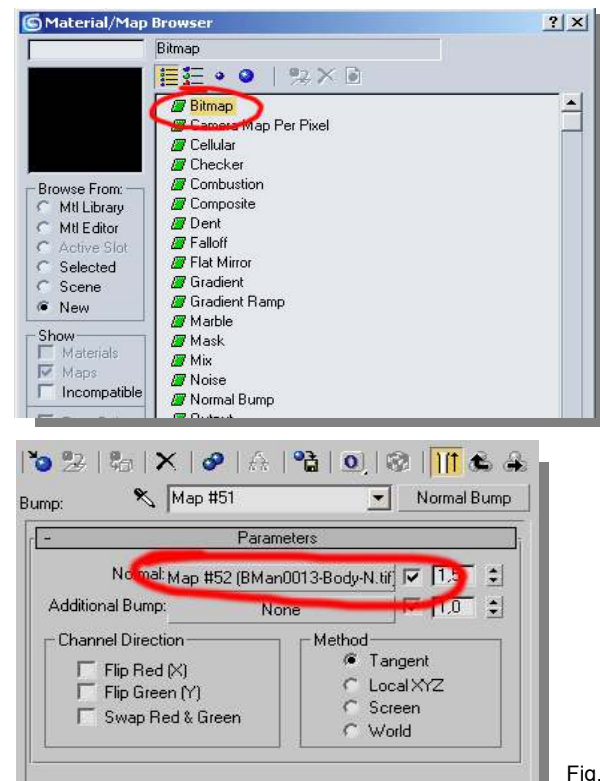 Material/Map Browser
Bitmap
Bitmap
Camera Map Per Pixel
Cellular
Checker
Combustion
Composite
Dent
Falloff
Flat Mirror
Gradient
Gradient Ramp
Marble
Mask
Mix
Noise
Normal Bump
Output
Browse From:
Mtl Library
Mtl Editor
Active Slot
Selected
Scene
New
Show
Materials
Maps
Incompatible
Bump: Map #51 Normal Bump
- Parameters
Normal: Map #52 (BMan0013-Body-N.tif) 1,5
Additional Bump: None 1,0
Channel Direction
Flip Red (X)
Flip Green (Y)
Swap Red & Green
Method
Tangent
Local XYZ
Screen
World
Fig.